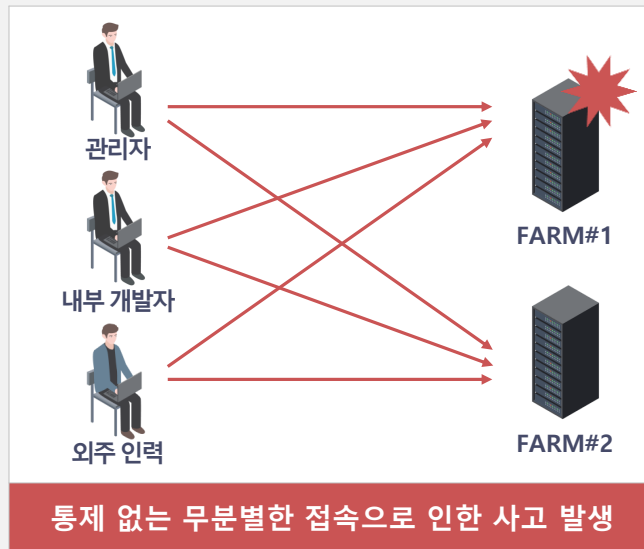 관리자
FARM#1
내부 개발자
외주 인력
FARM#2
통제 없는 무분별한 접속으로 인한 사고 발생